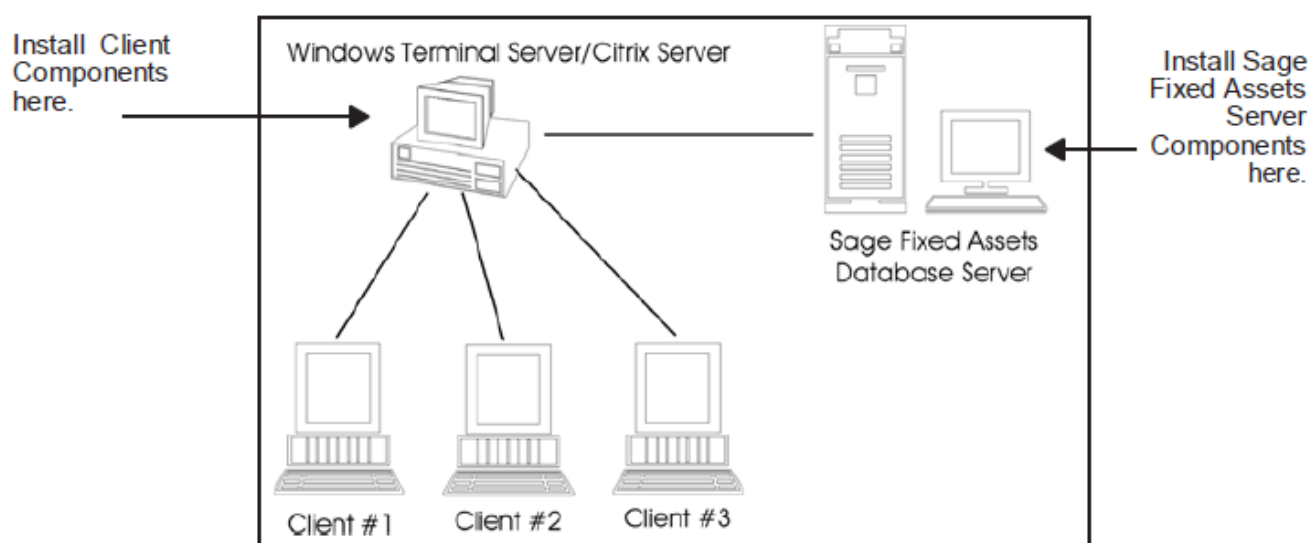 Install Client
Components
here.
Windows Terminal Server/Citrix Server
Install Sage
Fixed Assets
Server
Components
here.
Sage Fixed Assets
Database Server
Client #1
Client #2
Client #3